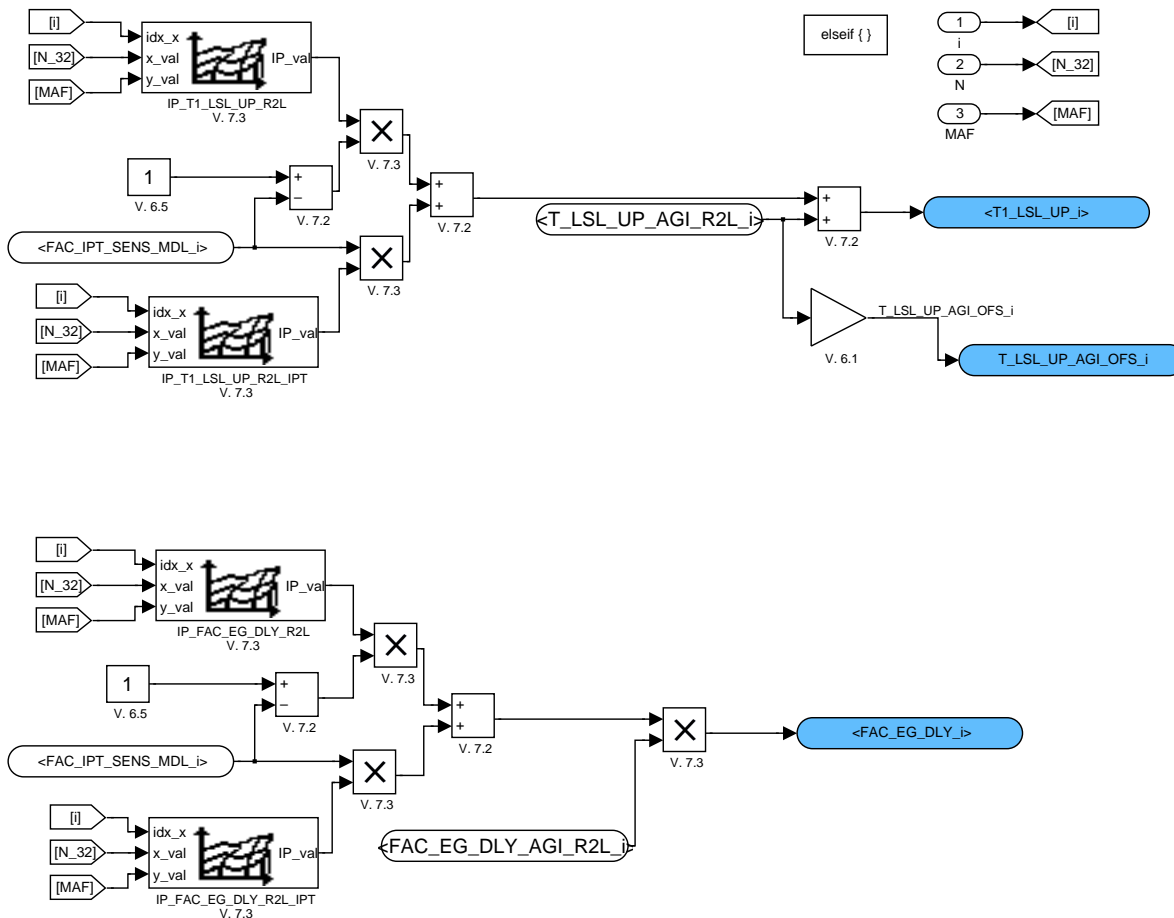 [i]
[N_32]
[MAF]
idx_x
x_val
y_val
IP_val
IP_T1_LSL_UP_R2L
V. 7.3
elseif { }
1
i
[i]
2
N
[N_32]
3
MAF
[MAF]
V. 7.3
1
V. 6.5
+
−
V. 7.2
+
+
V. 7.2
<FAC_IPT_SENS_MDL_i>
V. 7.3
<T_LSL_UP_AGI_R2L_i>
+
+
V. 7.2
<T1_LSL_UP_i>
[i]
[N_32]
[MAF]
idx_x
x_val
y_val
IP_val
IP_T1_LSL_UP_R2L_IPT
V. 7.3
V. 6.1
T_LSL_UP_AGI_OFS_i
T_LSL_UP_AGI_OFS_i
[i]
[N_32]
[MAF]
idx_x
x_val
y_val
IP_val
IP_FAC_EG_DLY_R2L
V. 7.3
V. 7.3
1
V. 6.5
+
−
V. 7.2
+
+
V. 7.2
<FAC_IPT_SENS_MDL_i>
V. 7.3
V. 7.3
<FAC_EG_DLY_i>
[i]
[N_32]
[MAF]
idx_x
x_val
y_val
IP_val
IP_FAC_EG_DLY_R2L_IPT
V. 7.3
<FAC_EG_DLY_AGI_R2L_i>